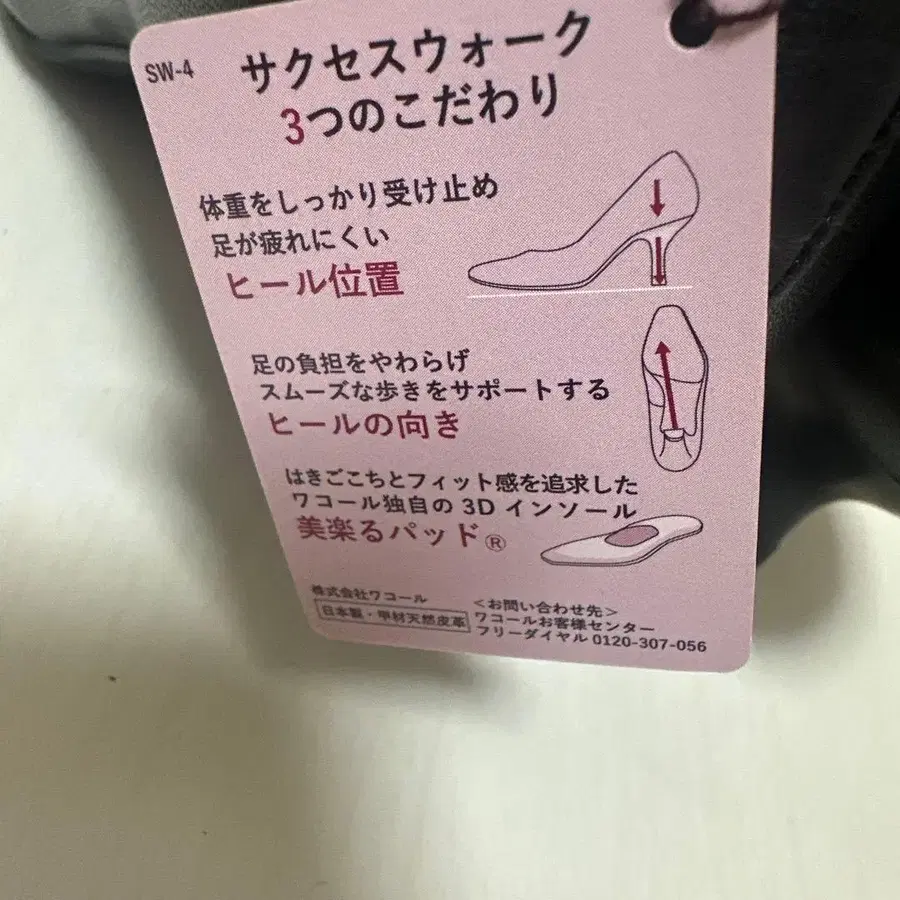 SW-4
サクセスウォーク
3つのこだわり
体重をしっかり受け止め
足が疲れにくい
ヒール位置
足の負担をやわらげ
スムーズな歩きをサポートする
ヒールの向き
はきごこちとフィット感を追求した
ワコール独自の3Dインソール
美楽るパッド®
株式会社ワコール
日本製・甲材天然皮革
<お問い合わせ先>
ワコールお客様センター
フリーダイヤル 0120-307-056